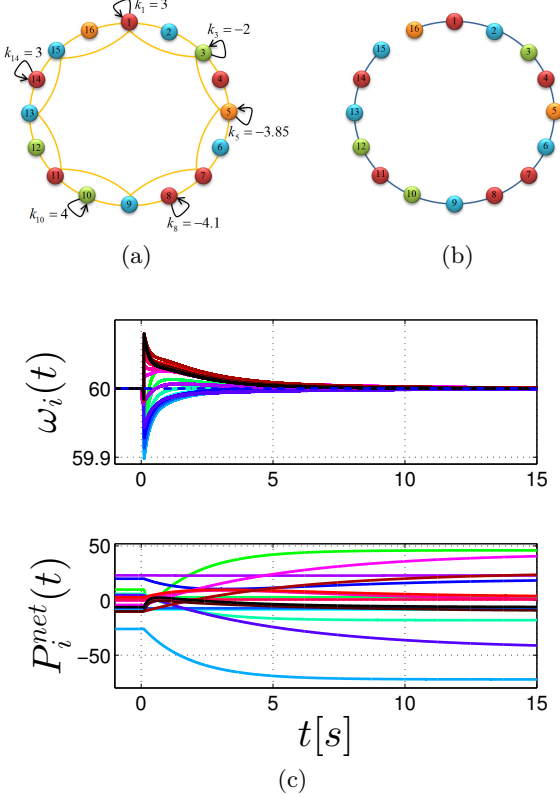 k₁ = 3
k₃ = −2
k₁₄ = 3
k₅ = −3.85
k₁₀ = 4
k₈ = −4.1
1
2
3
4
5
6
7
8
9
10
11
12
13
14
15
16
(a)
1
2
3
4
5
6
7
8
9
10
11
12
13
14
15
16
(b)
ωᵢ(t)
60
59.9
0 5 10 15
Pᵢⁿᵉᵗ(t)
50
0
−50
0 5 10 15
t[s]
(c)